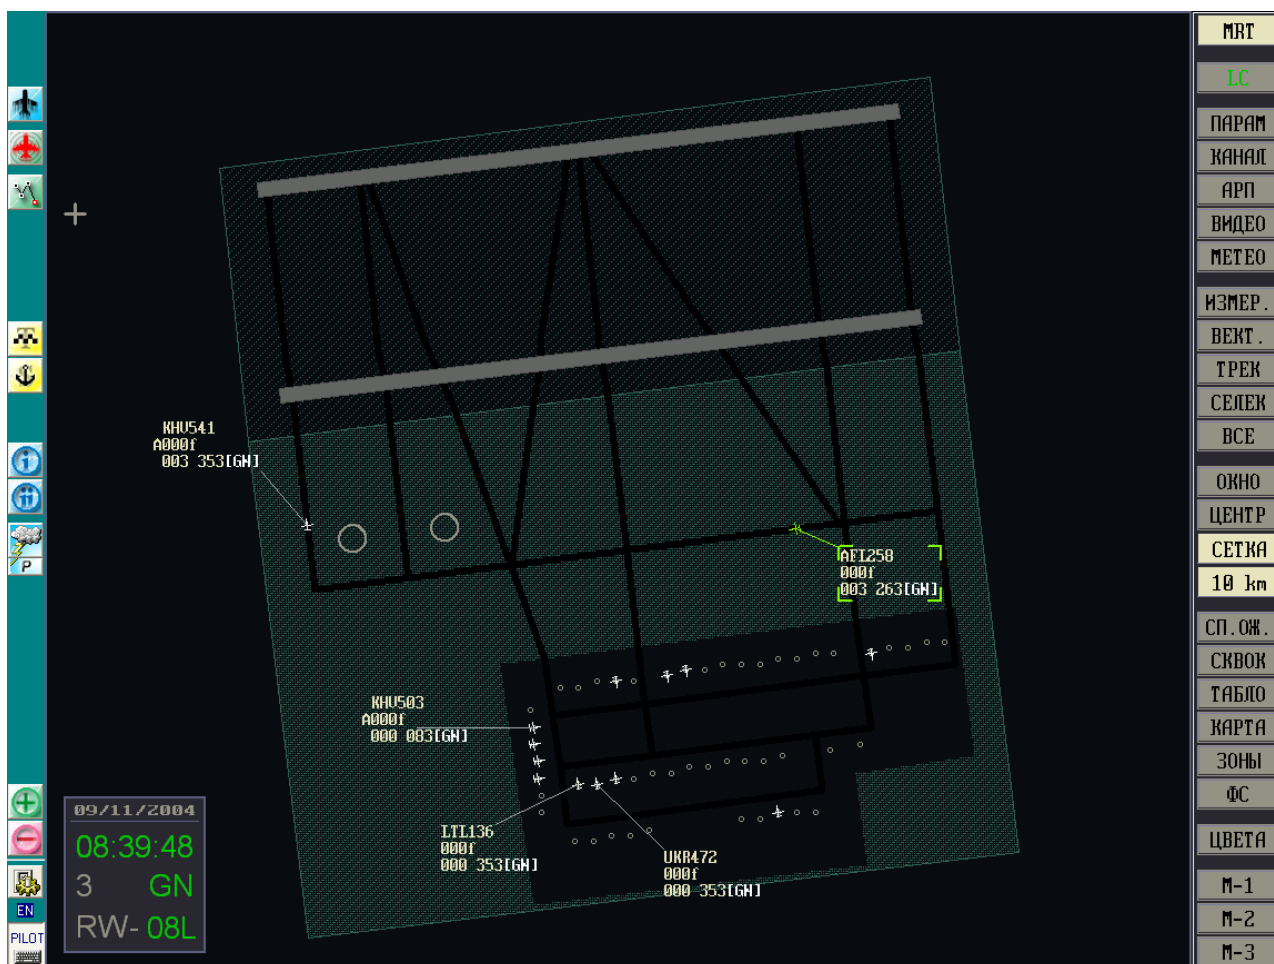 MRT
LC
ПАРАМ
КАНАЛ
АРП
ВИДЕО
МЕТЕО
ИЗМЕР.
ВЕКТ.
ТРЕК
СЕЛЕК
ВСЕ
ОКНО
ЦЕНТР
СЕТКА
10 km
СП.ОЖ.
СКВОК
ТАБЛО
КАРТА
ЗОНЫ
ФС
ЦВЕТА
М-1
М-2
М-3
KHV541
A000f
003 353[GN]
AFL258
000f
003 263[GN]
KHV503
A000f
000 083[GN]
LTL136
000f
000 353[GN]
UKR472
000f
000 353[GN]
09/11/2004
08:39:48
3 GN
RW- 08L
P
EN
PILOT